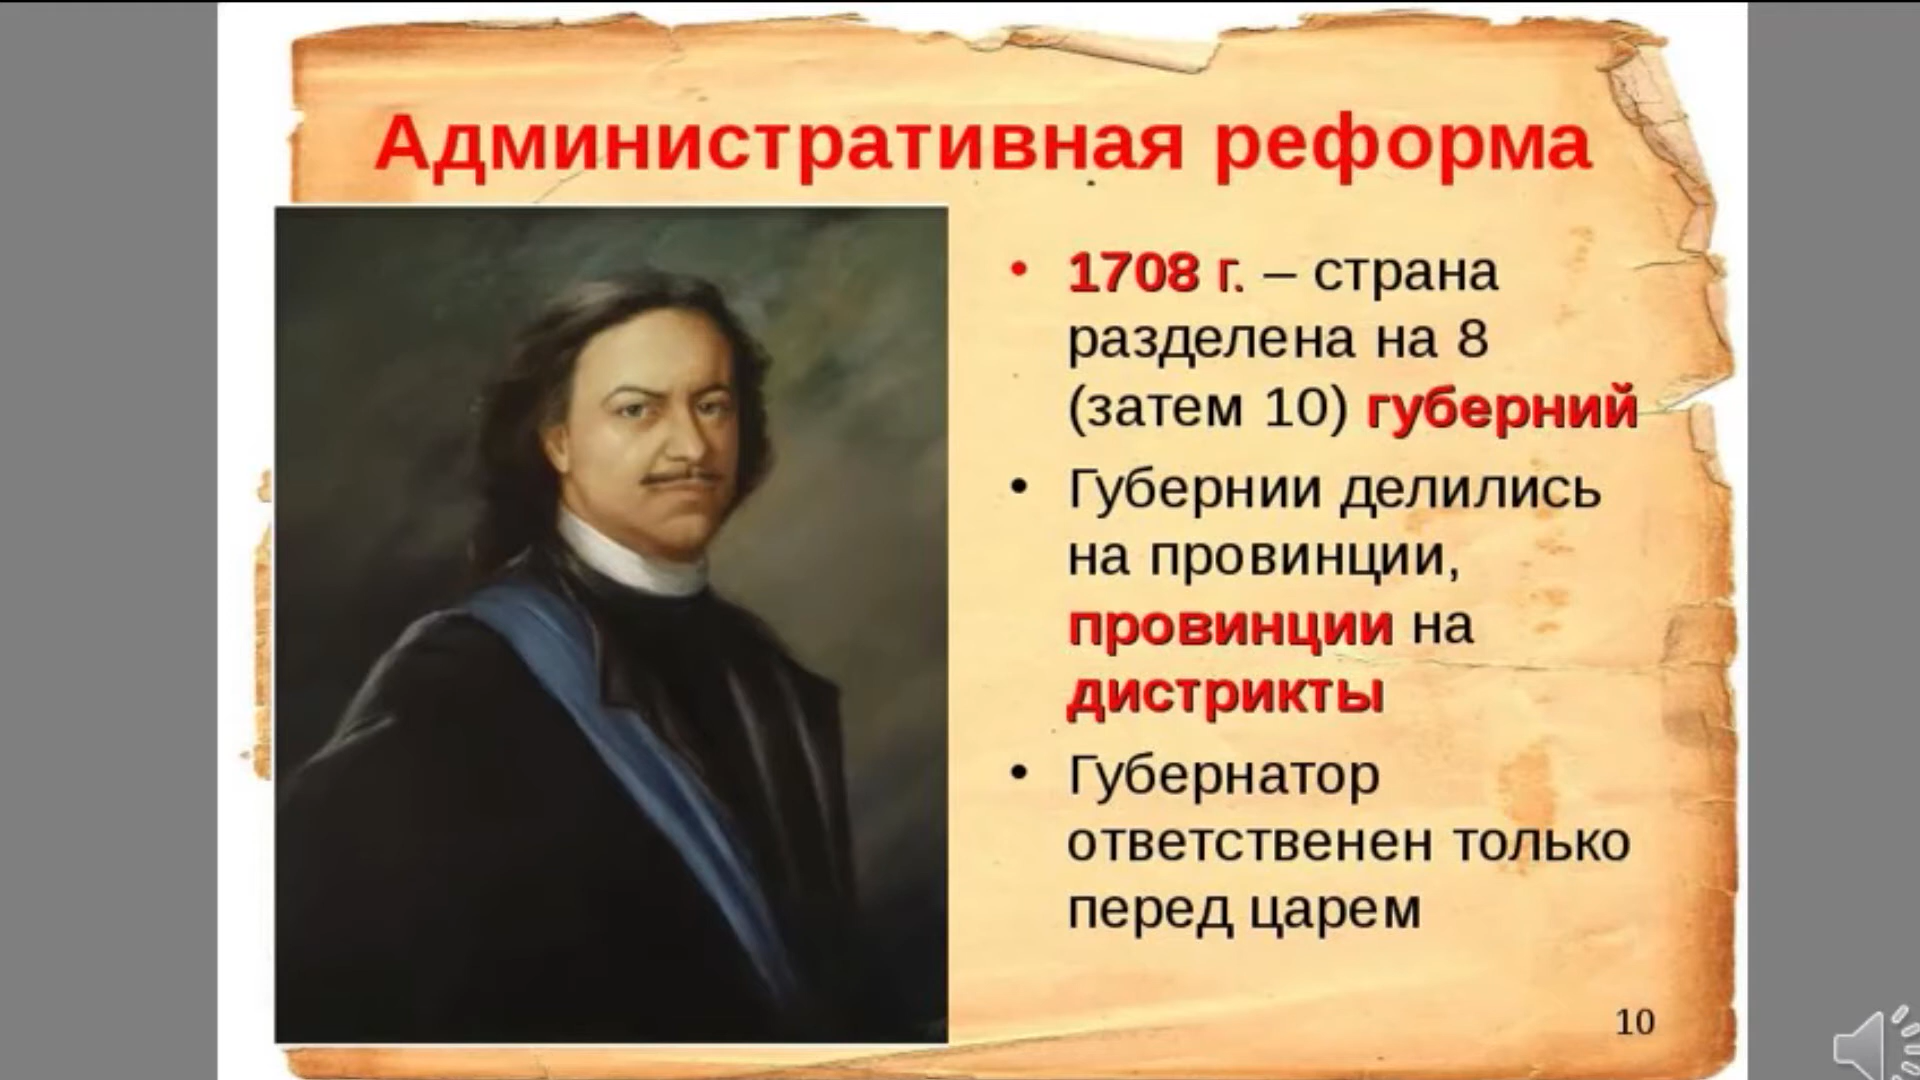 Административная реформа
• 1708 г. – страна
разделена на 8
(затем 10) губерний
• Губернии делились
на провинции,
провинции на
дистрикты
• Губернатор
ответственен только
перед царем
10